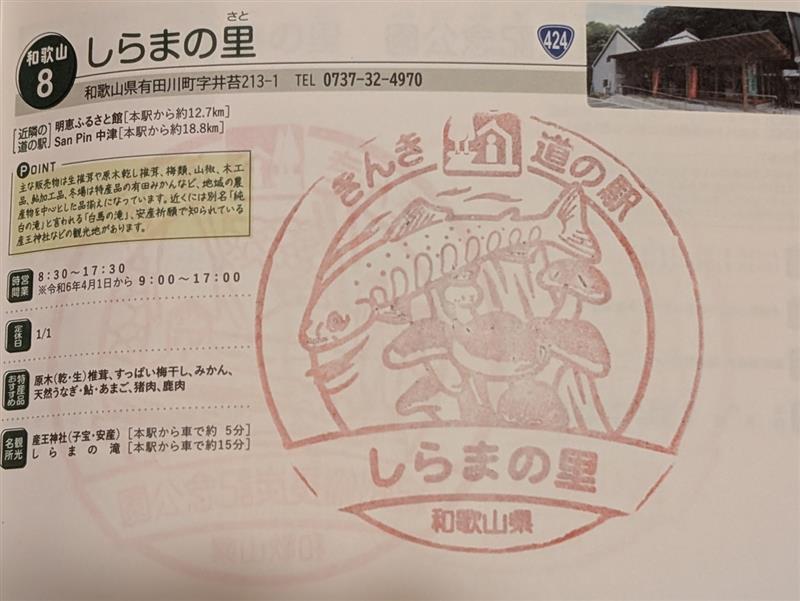 和歌山
8
さと
しらまの里
424
和歌山県有田川町字井苔213-1 TEL 0737-32-4970
[近隣の道の駅]
明恵ふるさと館[本駅から約12.7km]
San Pin 中津[本駅から約18.8km]
POINT
主な販売物は生椎茸や原木乾し椎茸、梅類、山椒、木工
品、鮎加工品、冬場は特産品の有田みかんなど、地域の農
産物を中心とした品揃えになっています。近くには別名「純
白の滝」と言われる「白馬の滝」、安産祈願で知られている
産王神社などの観光地があります。
営業時間
8:30~17:30
※令和6年4月1日から 9:00~17:00
定休日
1/1
特産品おすすめ
原木(乾・生)椎茸、すっぱい梅干し、みかん、
天然うなぎ・鮎・あまご、猪肉、鹿肉
観光名所
産王神社(子宝・安産) [本駅から車で約 5分]
しらまの滝 [本駅から車で約15分]
きんき 道の駅
しらまの里
和歌山県